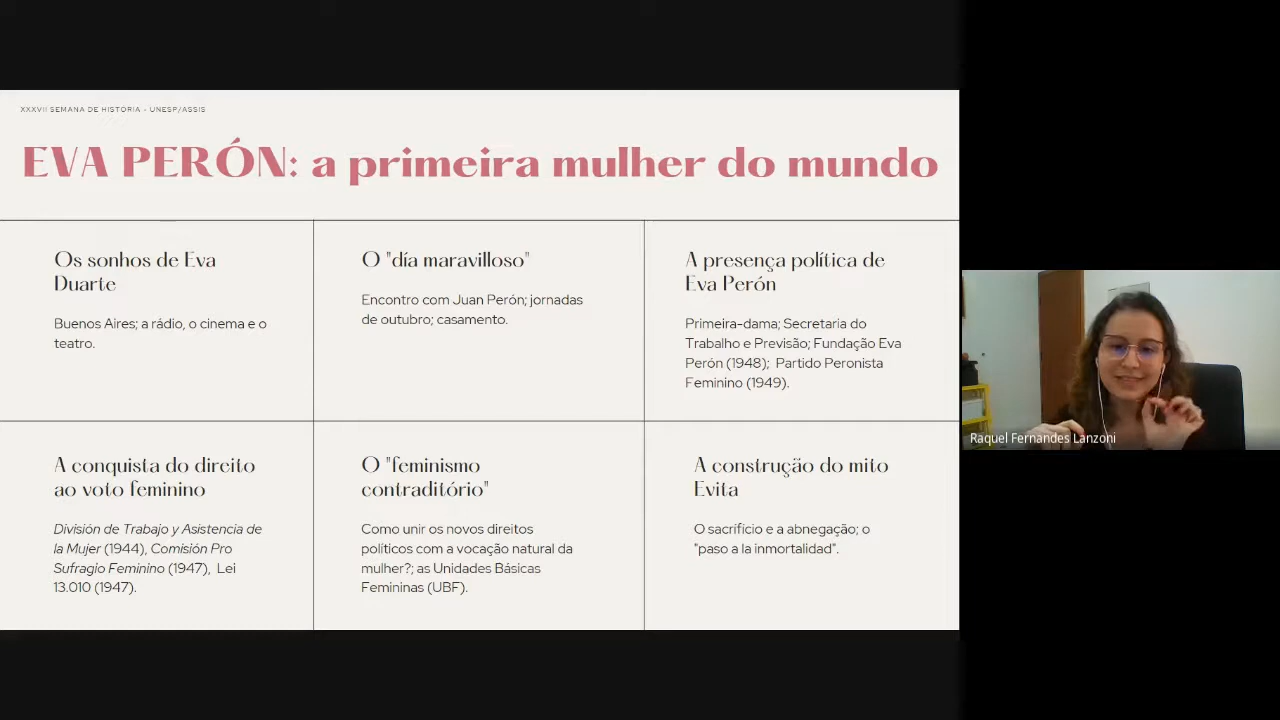 XXXVII SEMANA DE HISTÓRIA - UNESP/ASSIS
EVA PERÓN: a primeira mulher do mundo
Os sonhos de Eva
Duarte
Buenos Aires; a rádio, o cinema e o
teatro.
O "día maravilloso"
Encontro com Juan Perón; jornadas
de outubro; casamento.
A presença política de
Eva Perón
Primeira-dama; Secretaria do
Trabalho e Previsão; Fundação Eva
Perón (1948); Partido Peronista
Feminino (1949).
A conquista do direito
ao voto feminino
División de Trabajo y Asistencia de
la Mujer (1944), Comisión Pro
Sufragio Feminino (1947), Lei
13.010 (1947).
O "feminismo
contraditório"
Como unir os novos direitos
políticos com a vocação natural da
mulher?; as Unidades Básicas
Femininas (UBF).
A construção do mito
Evita
O sacrifício e a abnegação; o
"paso a la inmortalidad".
Raquel Fernandes Lanzoni